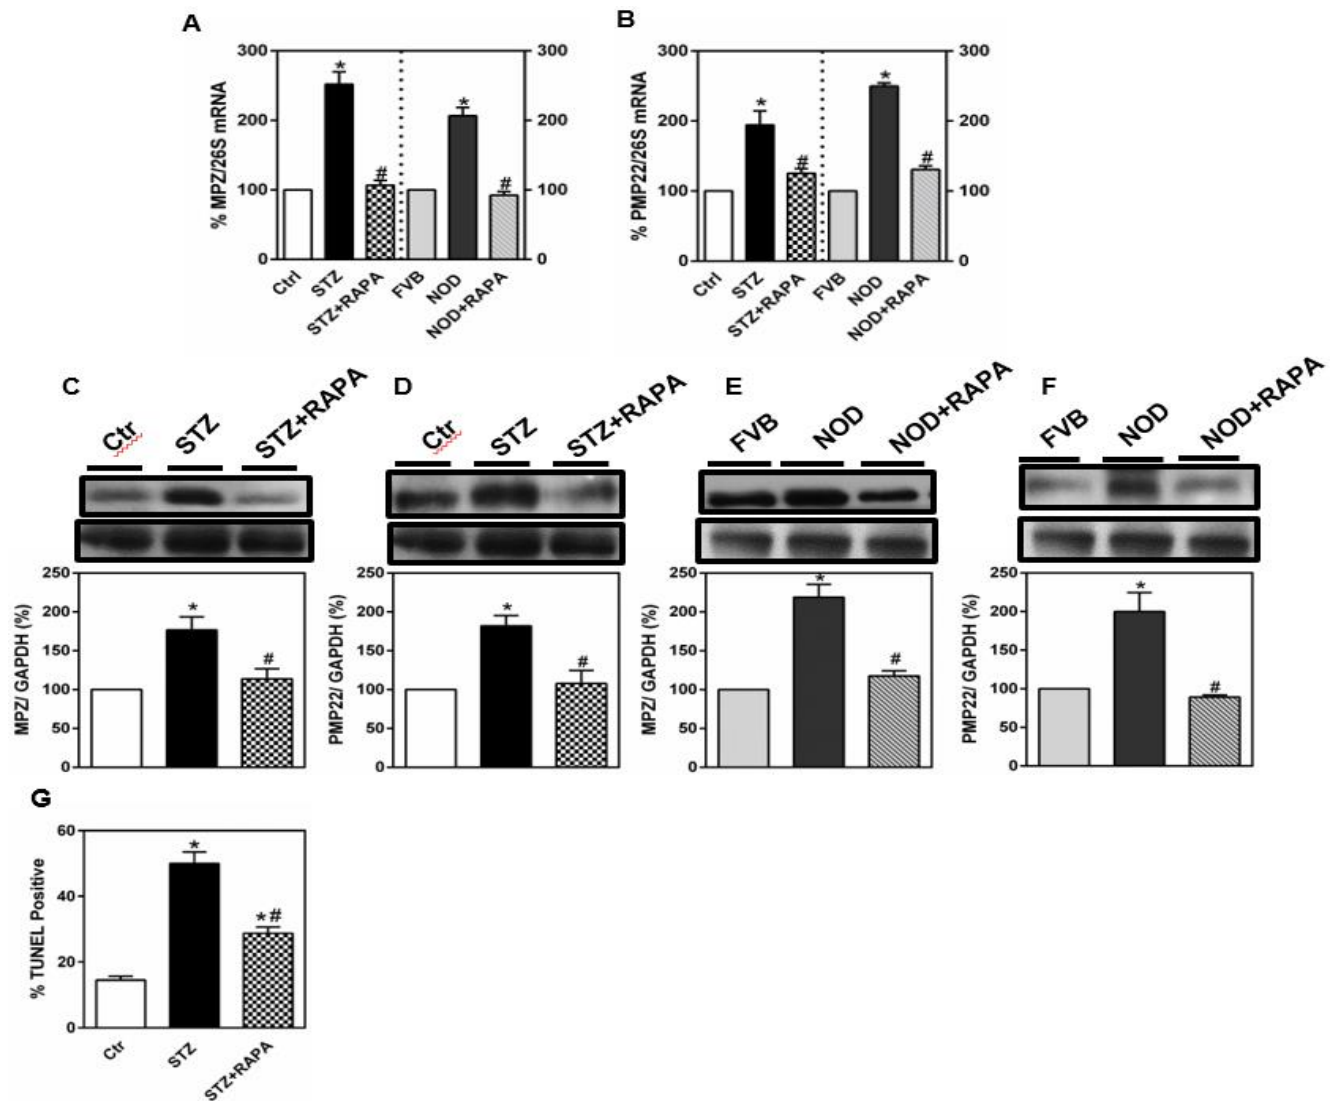 A
B
300
200
100
0
% MPZ/26S mRNA
*
#
*
#
300
200
100
0
Ctrl
STZ
STZ+RAPA
FVB
NOD
NOD+RAPA
300
200
100
0
% PMP22/26S mRNA
*
#
*
#
300
200
100
0
Ctrl
STZ
STZ+RAPA
FVB
NOD
NOD+RAPA
C
Ctr
STZ
STZ+RAPA
250
200
150
100
50
0
MPZ/ GAPDH (%)
*
#
D
Ctr
STZ
STZ+RAPA
250
200
150
100
50
0
PMP22/ GAPDH (%)
*
#
E
FVB
NOD
NOD+RAPA
250
200
150
100
50
0
MPZ/ GAPDH (%)
*
#
F
FVB
NOD
NOD+RAPA
250
200
150
100
50
0
PMP22/ GAPDH (%)
*
#
G
60
40
20
0
% TUNEL Positive
*
*#
Ctr
STZ
STZ+RAPA